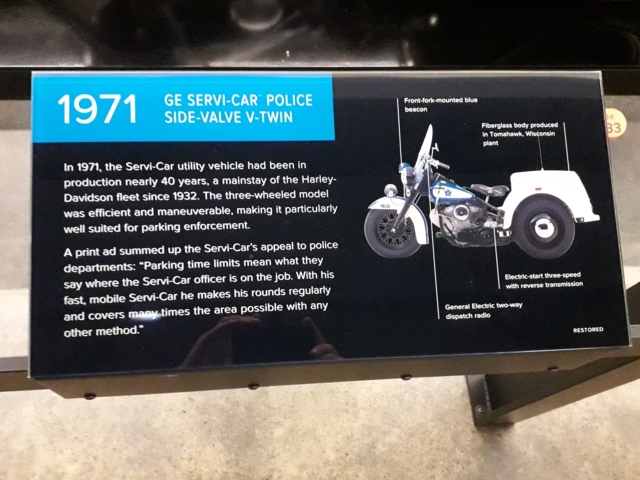 1971
GE SERVI-CAR™ POLICE
SIDE-VALVE V-TWIN
In 1971, the Servi-Car utility vehicle had been in
production nearly 40 years, a mainstay of the Harley-
Davidson fleet since 1932. The three-wheeled model
was efficient and maneuverable, making it particularly
well suited for parking enforcement.
A print ad summed up the Servi-Car's appeal to police
departments: "Parking time limits mean what they
say where the Servi-Car officer is on the job. With his
fast, mobile Servi-Car he makes his rounds regularly
and covers many times the area possible with any
other method."
Front-fork-mounted blue
beacon
Fiberglass body produced
in Tomahawk, Wisconsin
plant
POLICE
Electric-start three-speed
with reverse transmission
General Electric two-way
dispatch radio
RESTORED
33